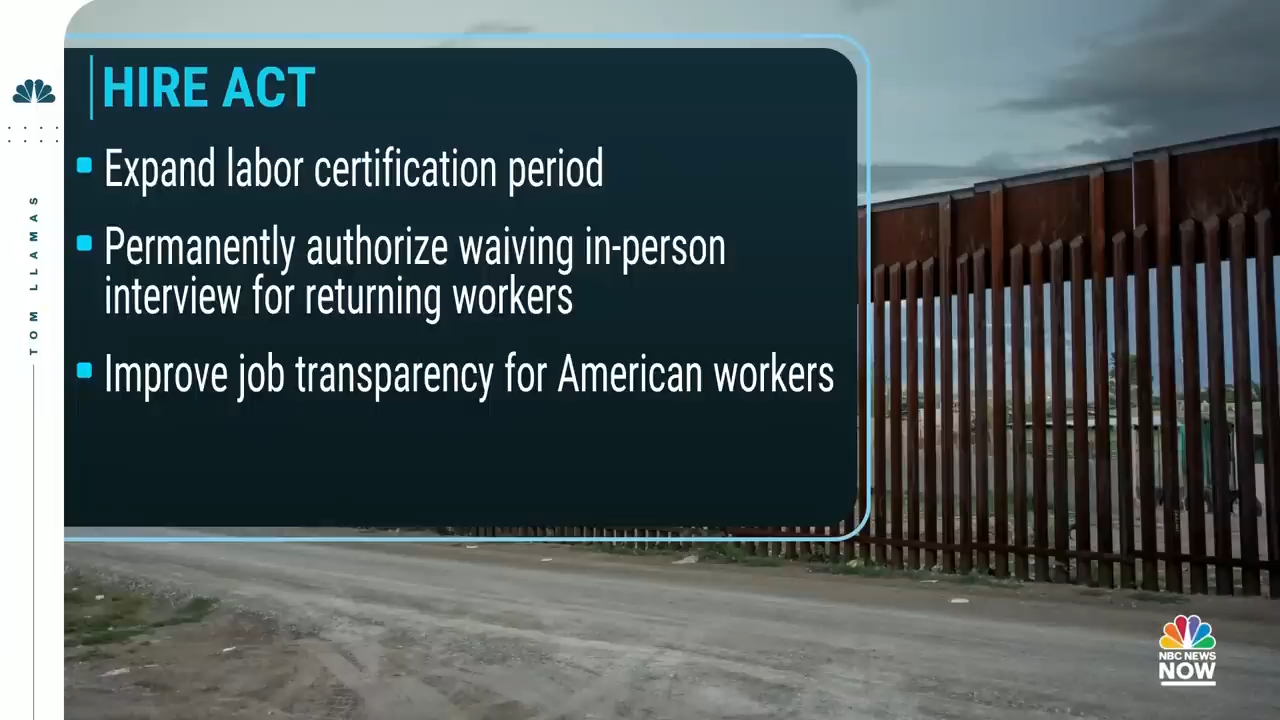 HIRE ACT
Expand labor certification period
Permanently authorize waiving in-person
interview for returning workers
Improve job transparency for American workers
TOM LLAMAS
NBC NEWS
NOW